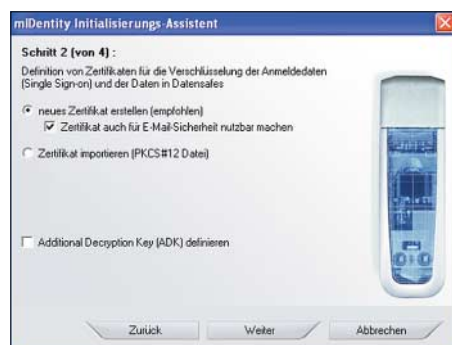 mIDentity Initialisierungs-Assistent
Schritt 2 (von 4) :
Definition von Zertifikaten für die Verschlüsselung der Anmeldedaten
(Single Sign-on) und der Daten in Datensafes
neues Zertifikat erstellen (empfohlen)
Zertifikat auch für E-Mail-Sicherheit nutzbar machen
Zertifikat importieren (PKCS#12 Datei)
Additional Decryption Key (ADK) definieren
Zurück Weiter Abbrechen